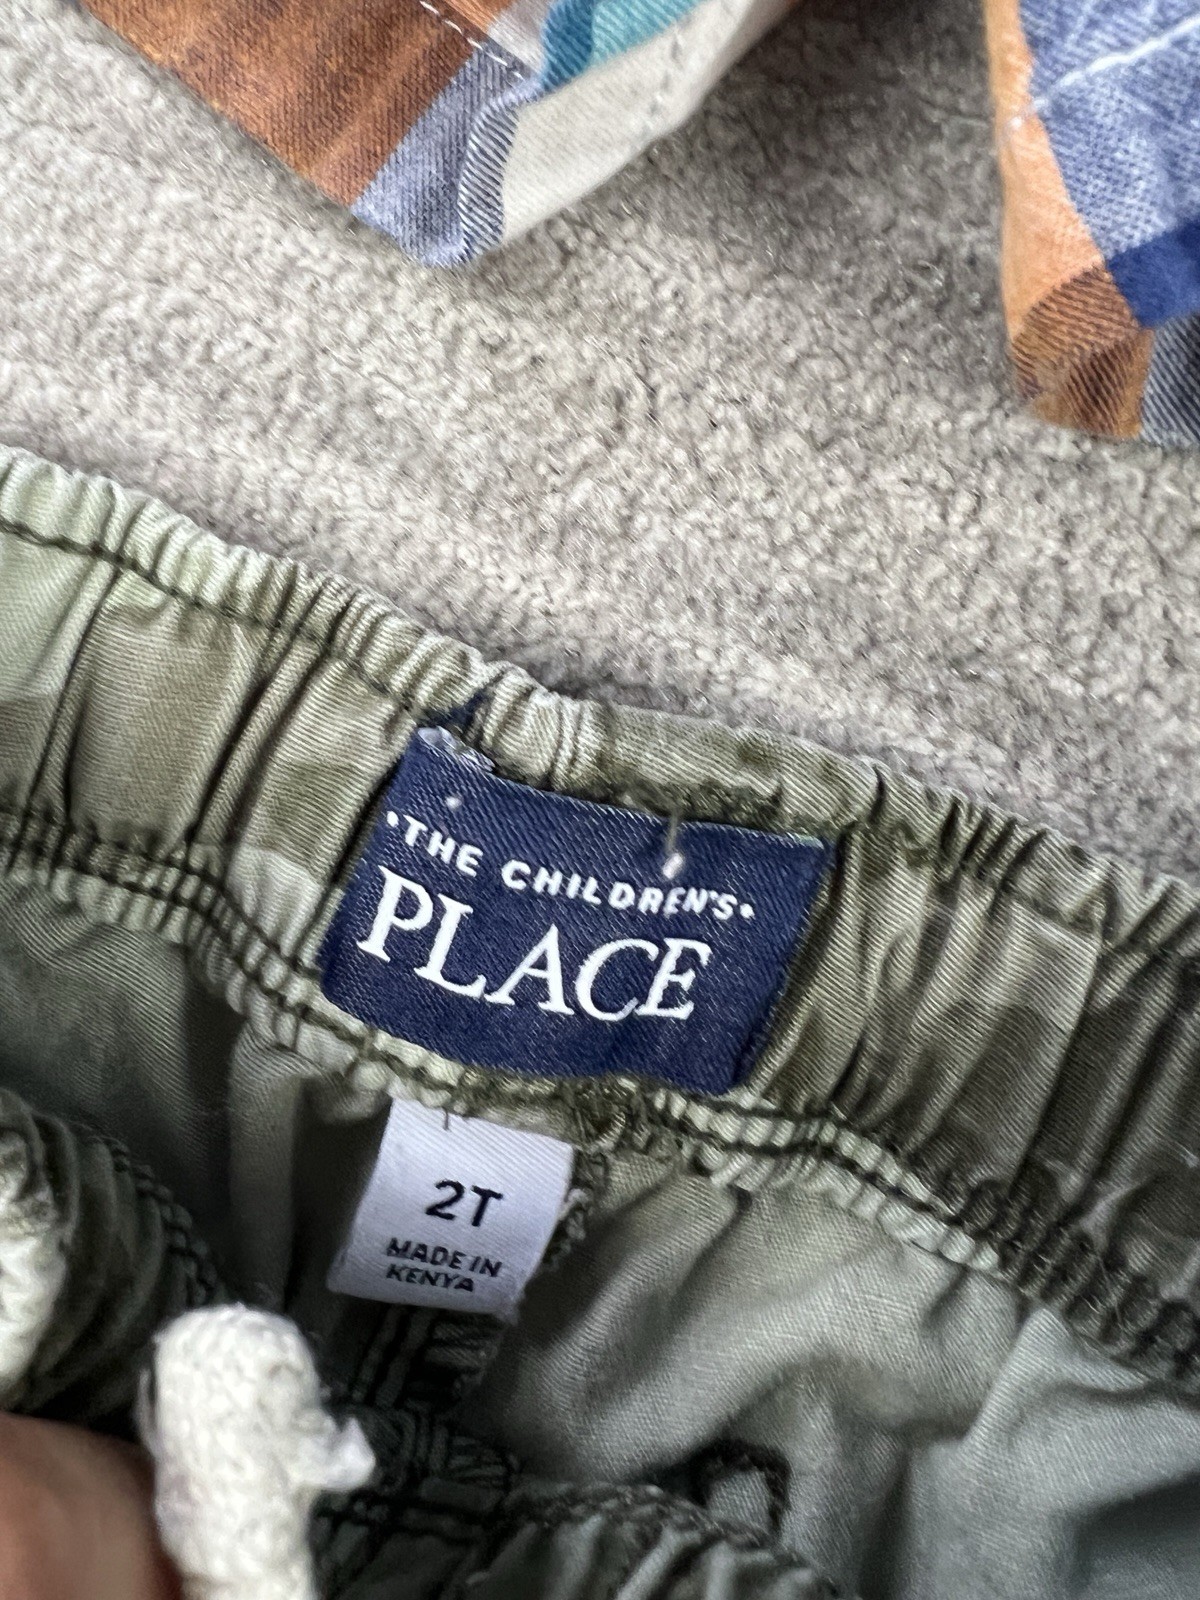 •THE CHILDREN'S•
PLACE
2T
MADE IN
KENYA